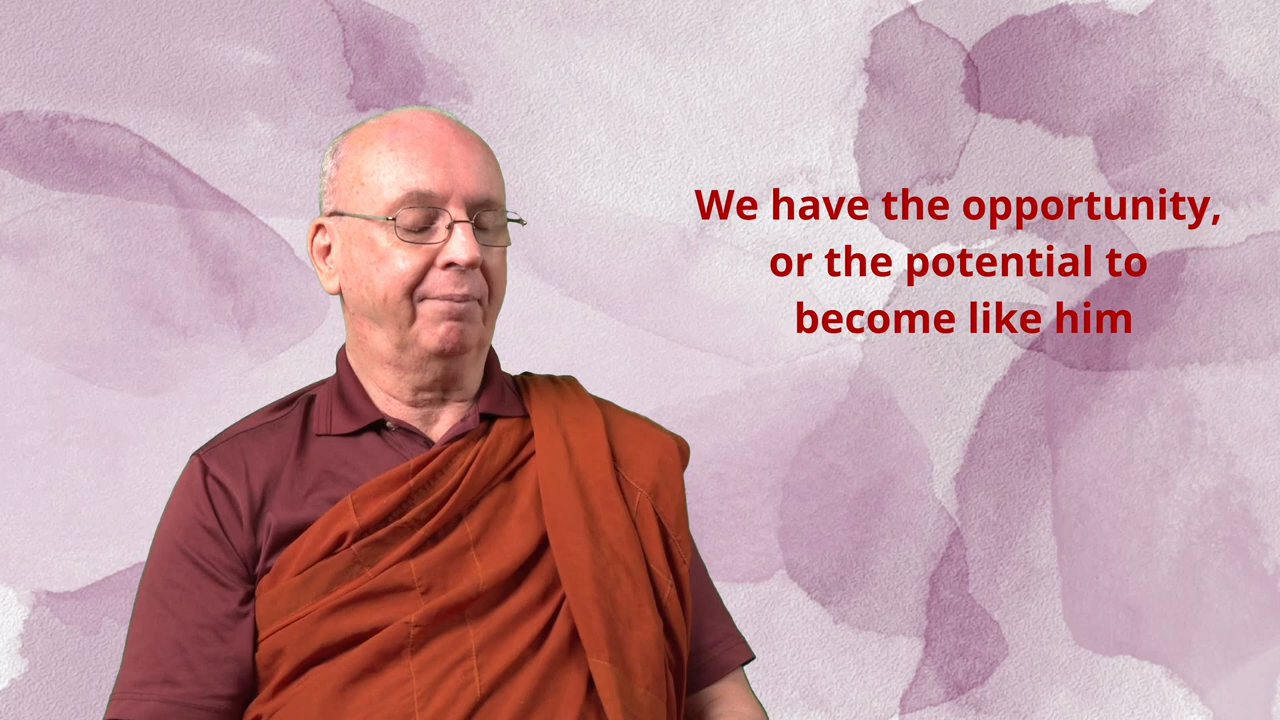 We have the opportunity,
or the potential to
become like him